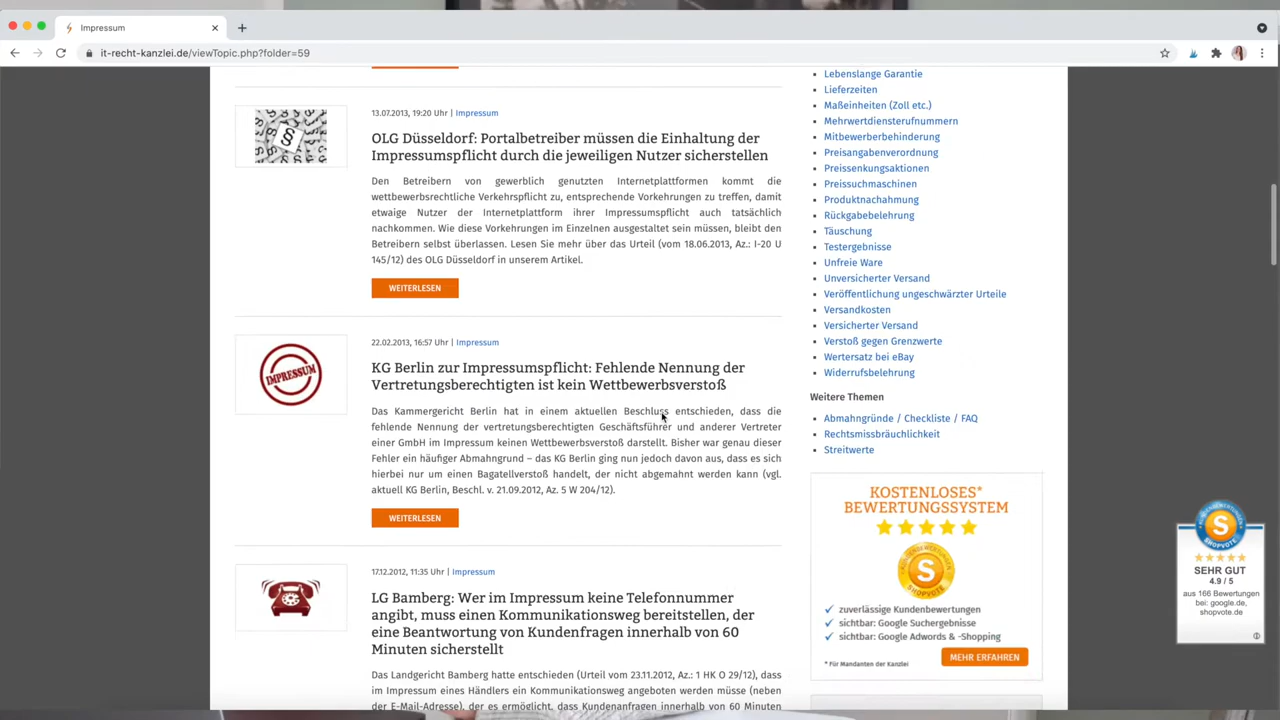 Impressum
it-recht-kanzlei.de/viewTopic.php?folder=59
13.07.2013, 19:20 Uhr | Impressum
OLG Düsseldorf: Portalbetreiber müssen die Einhaltung der
Impressumspflicht durch die jeweiligen Nutzer sicherstellen
Den Betreibern von gewerblich genutzten Internetplattformen kommt die
wettbewerbsrechtliche Verkehrspflicht zu, entsprechende Vorkehrungen zu treffen, damit
etwaige Nutzer der Internetplattform ihrer Impressumspflicht auch tatsächlich
nachkommen. Wie diese Vorkehrungen im Einzelnen ausgestaltet sein müssen, bleibt den
Betreibern selbst überlassen. Lesen Sie mehr über das Urteil (vom 18.06.2013, Az.: I-20 U
145/12) des OLG Düsseldorf in unserem Artikel.
WEITERLESEN
IMPRESSUM
22.02.2013, 16:57 Uhr | Impressum
KG Berlin zur Impressumspflicht: Fehlende Nennung der
Vertretungsberechtigten ist kein Wettbewerbsverstoß
Das Kammergericht Berlin hat in einem aktuellen Beschluss entschieden, dass die
fehlende Nennung der vertretungsberechtigten Geschäftsführer und anderer Vertreter
einer GmbH im Impressum keinen Wettbewerbsverstoß darstellt. Bisher war genau dieser
Fehler ein häufiger Abmahngrund – das KG Berlin ging nun jedoch davon aus, dass es sich
hierbei nur um einen Bagatellverstoß handelt, der nicht abgemahnt werden kann (vgl.
aktuell KG Berlin, Beschl. v. 21.09.2012, Az. 5 W 204/12).
WEITERLESEN
17.12.2012, 11:35 Uhr | Impressum
LG Bamberg: Wer im Impressum keine Telefonnummer
angibt, muss einen Kommunikationsweg bereitstellen, der
eine Beantwortung von Kundenfragen innerhalb von 60
Minuten sicherstellt
Das Landgericht Bamberg hatte entschieden (Urteil vom 23.11.2012, Az.: 1 HK O 29/12), dass
im Impressum eines Händlers ein Kommunikationsweg angeboten werden müsse (neben
der E-Mail-Adresse), der es ermöglicht, dass Kundenanfragen innerhalb von 60 Minuten
Lebenslange Garantie
Lieferzeiten
Maßeinheiten (Zoll etc.)
Mehrwertdiensterufnummern
Mitbewerberbehinderung
Preisangabenverordnung
Preissenkungsaktionen
Preissuchmaschinen
Produktnachahmung
Rückgabebelehrung
Täuschung
Testergebnisse
Unfreie Ware
Unversicherter Versand
Veröffentlichung ungeschwärzter Urteile
Versandkosten
Versicherter Versand
Verstoß gegen Grenzwerte
Wertersatz bei eBay
Widerrufsbelehrung
Weitere Themen
Abmahngründe / Checkliste / FAQ
Rechtsmissbräuchlichkeit
Streitwerte
KOSTENLOSES*
BEWERTUNGSSYSTEM
S
SHOPVOTE
zuverlässige Kundenbewertungen
sichtbar: Google Suchergebnisse
sichtbar: Google Adwords & -Shopping
* Für Mandanten der Kanzlei
MEHR ERFAHREN
S
SHOPVOTE
SEHR GUT
4.9 / 5
aus 166 Bewertungen
bei: google.de,
shopvote.de